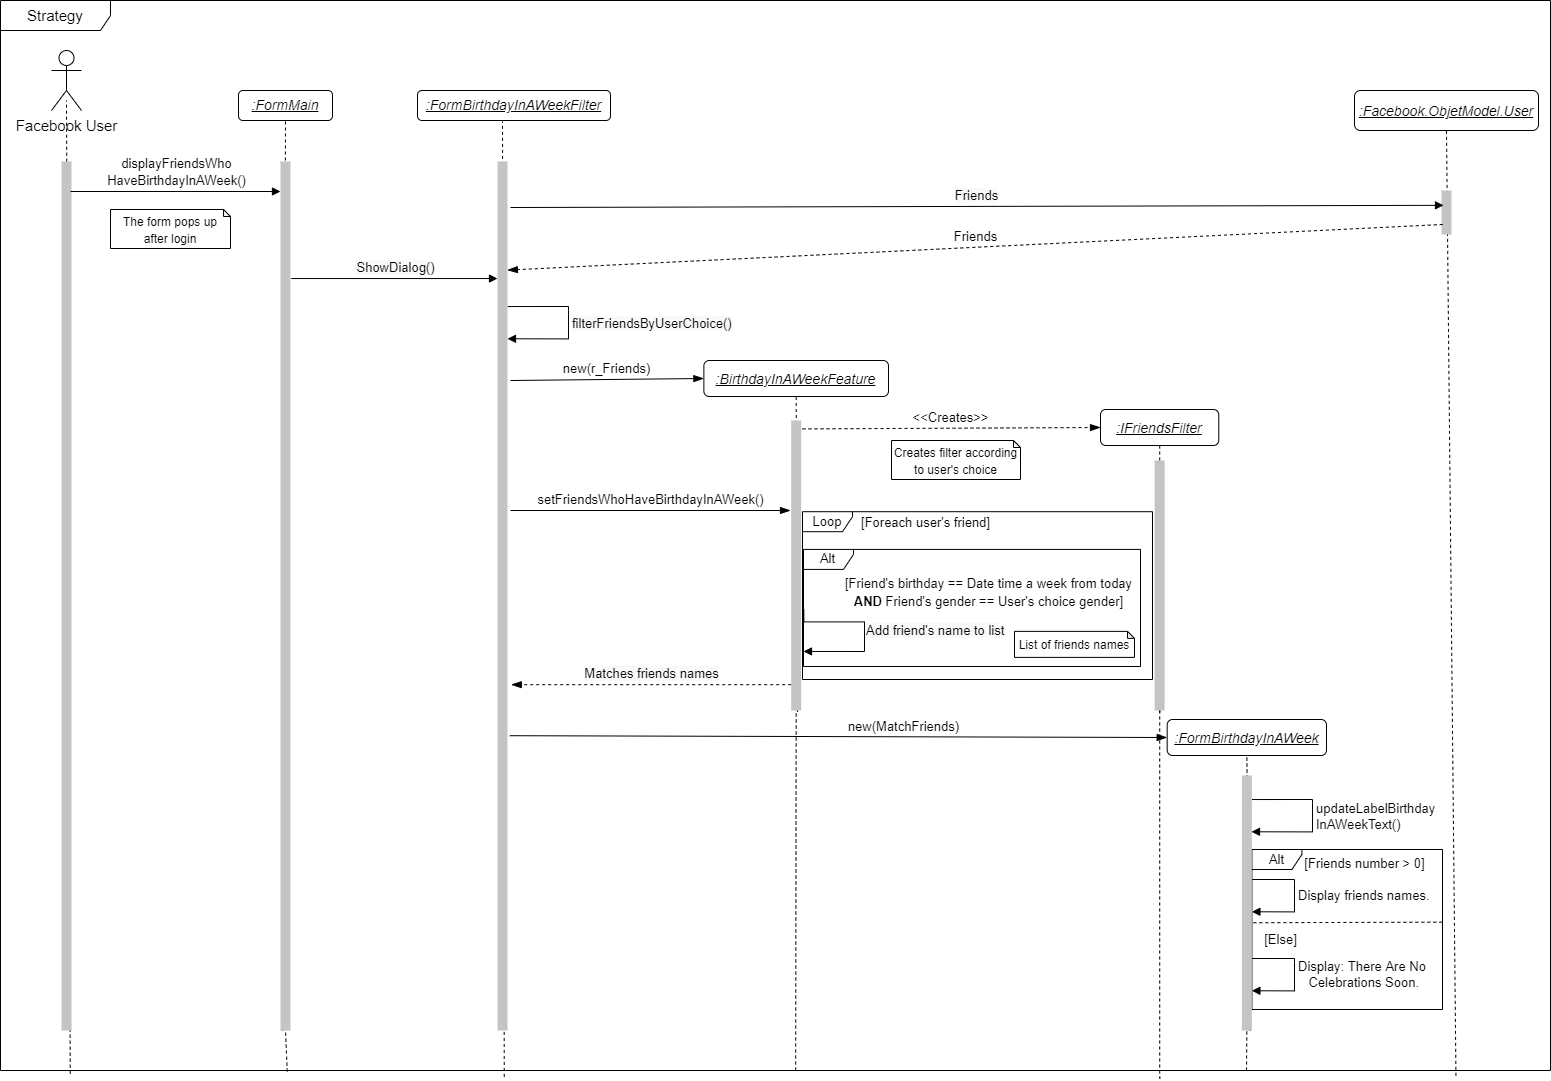 Strategy
Facebook User
:FormMain
:FormBirthdayInAWeekFilter
:Facebook.ObjetModel.User
displayFriendsWho
HaveBirthdayInAWeek()
The form pops up
after login
Friends
Friends
ShowDialog()
filterFriendsByUserChoice()
new(r_Friends)
:BirthdayInAWeekFeature
<<Creates>>
:IFriendsFilter
Creates filter according
to user's choice
setFriendsWhoHaveBirthdayInAWeek()
Loop
[Foreach user's friend]
Alt
[Friend's birthday == Date time a week from today
AND Friend's gender == User's choice gender]
Add friend's name to list
List of friends names
Matches friends names
new(MatchFriends)
:FormBirthdayInAWeek
updateLabelBirthday
InAWeekText()
Alt
[Friends number > 0]
Display friends names.
[Else]
Display: There Are No
Celebrations Soon.